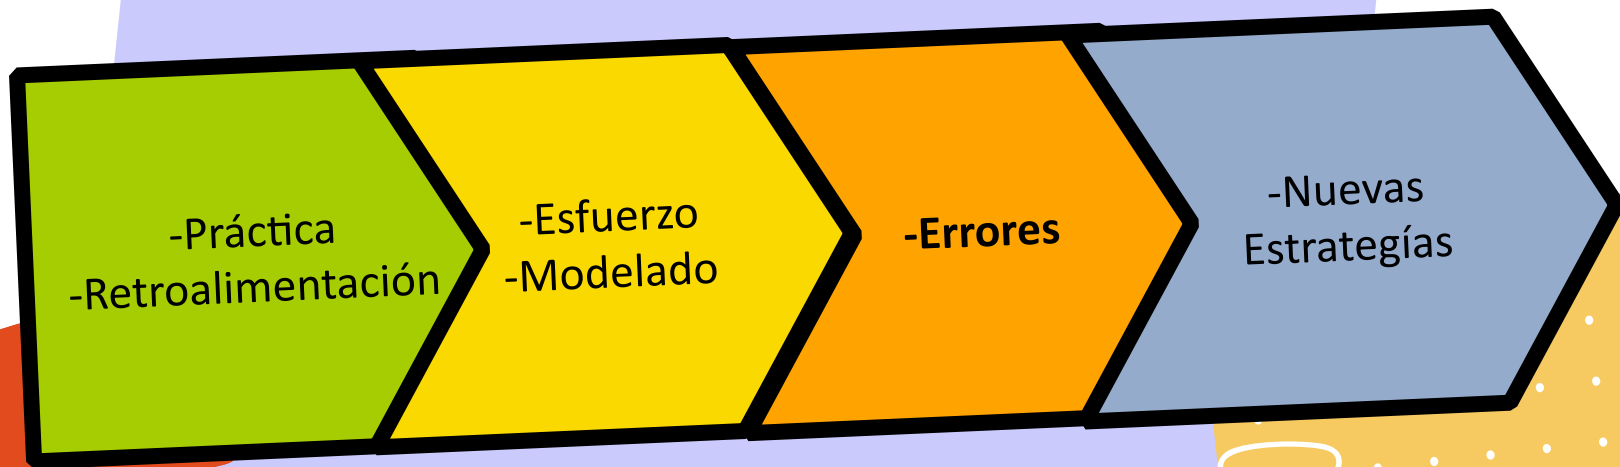 -Práctica
-Retroalimentación
-Esfuerzo
-Modelado
-Errores
-Nuevas
Estrategías